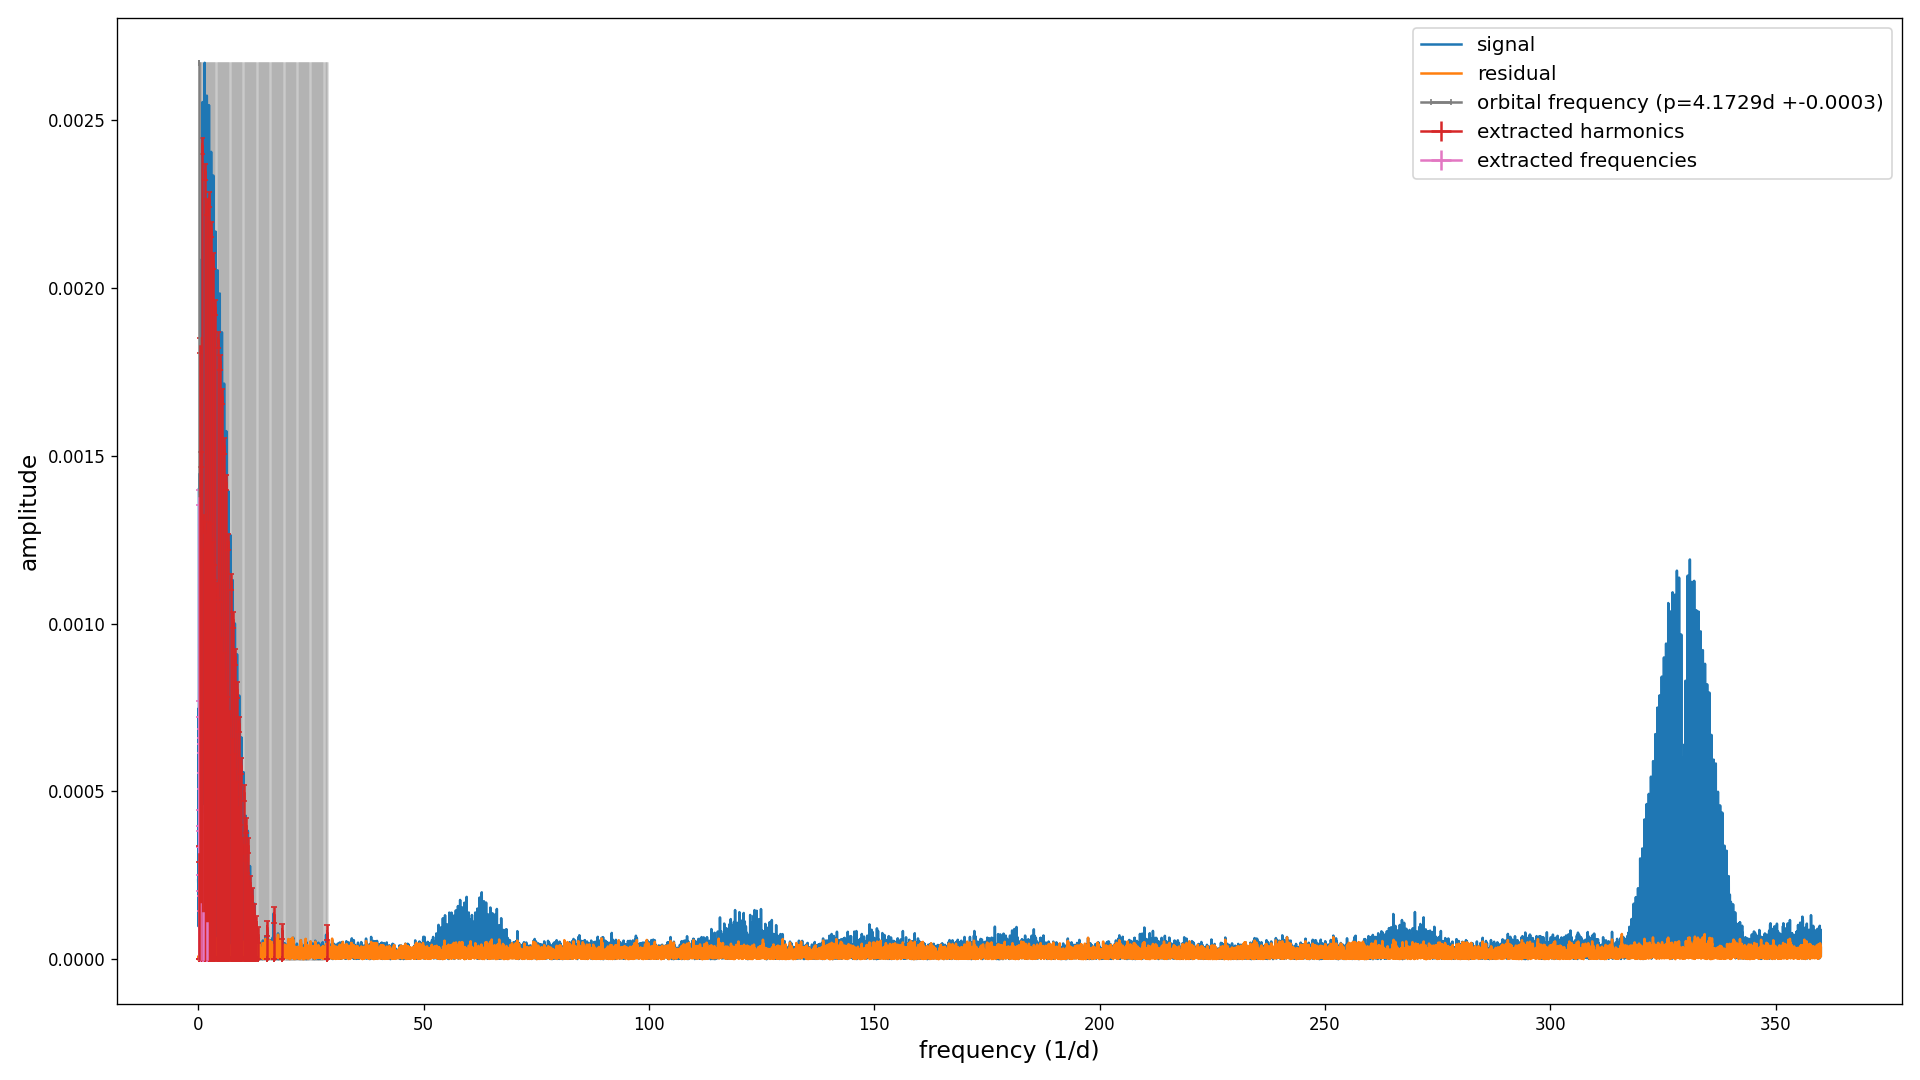 signal
residual
orbital frequency (p=4.1729d +-0.0003)
extracted harmonics
extracted frequencies
0.0025
0.0020
0.0015
0.0010
0.0005
0.0000
amplitude
0 50 100 150 200 250 300 350
frequency (1/d)